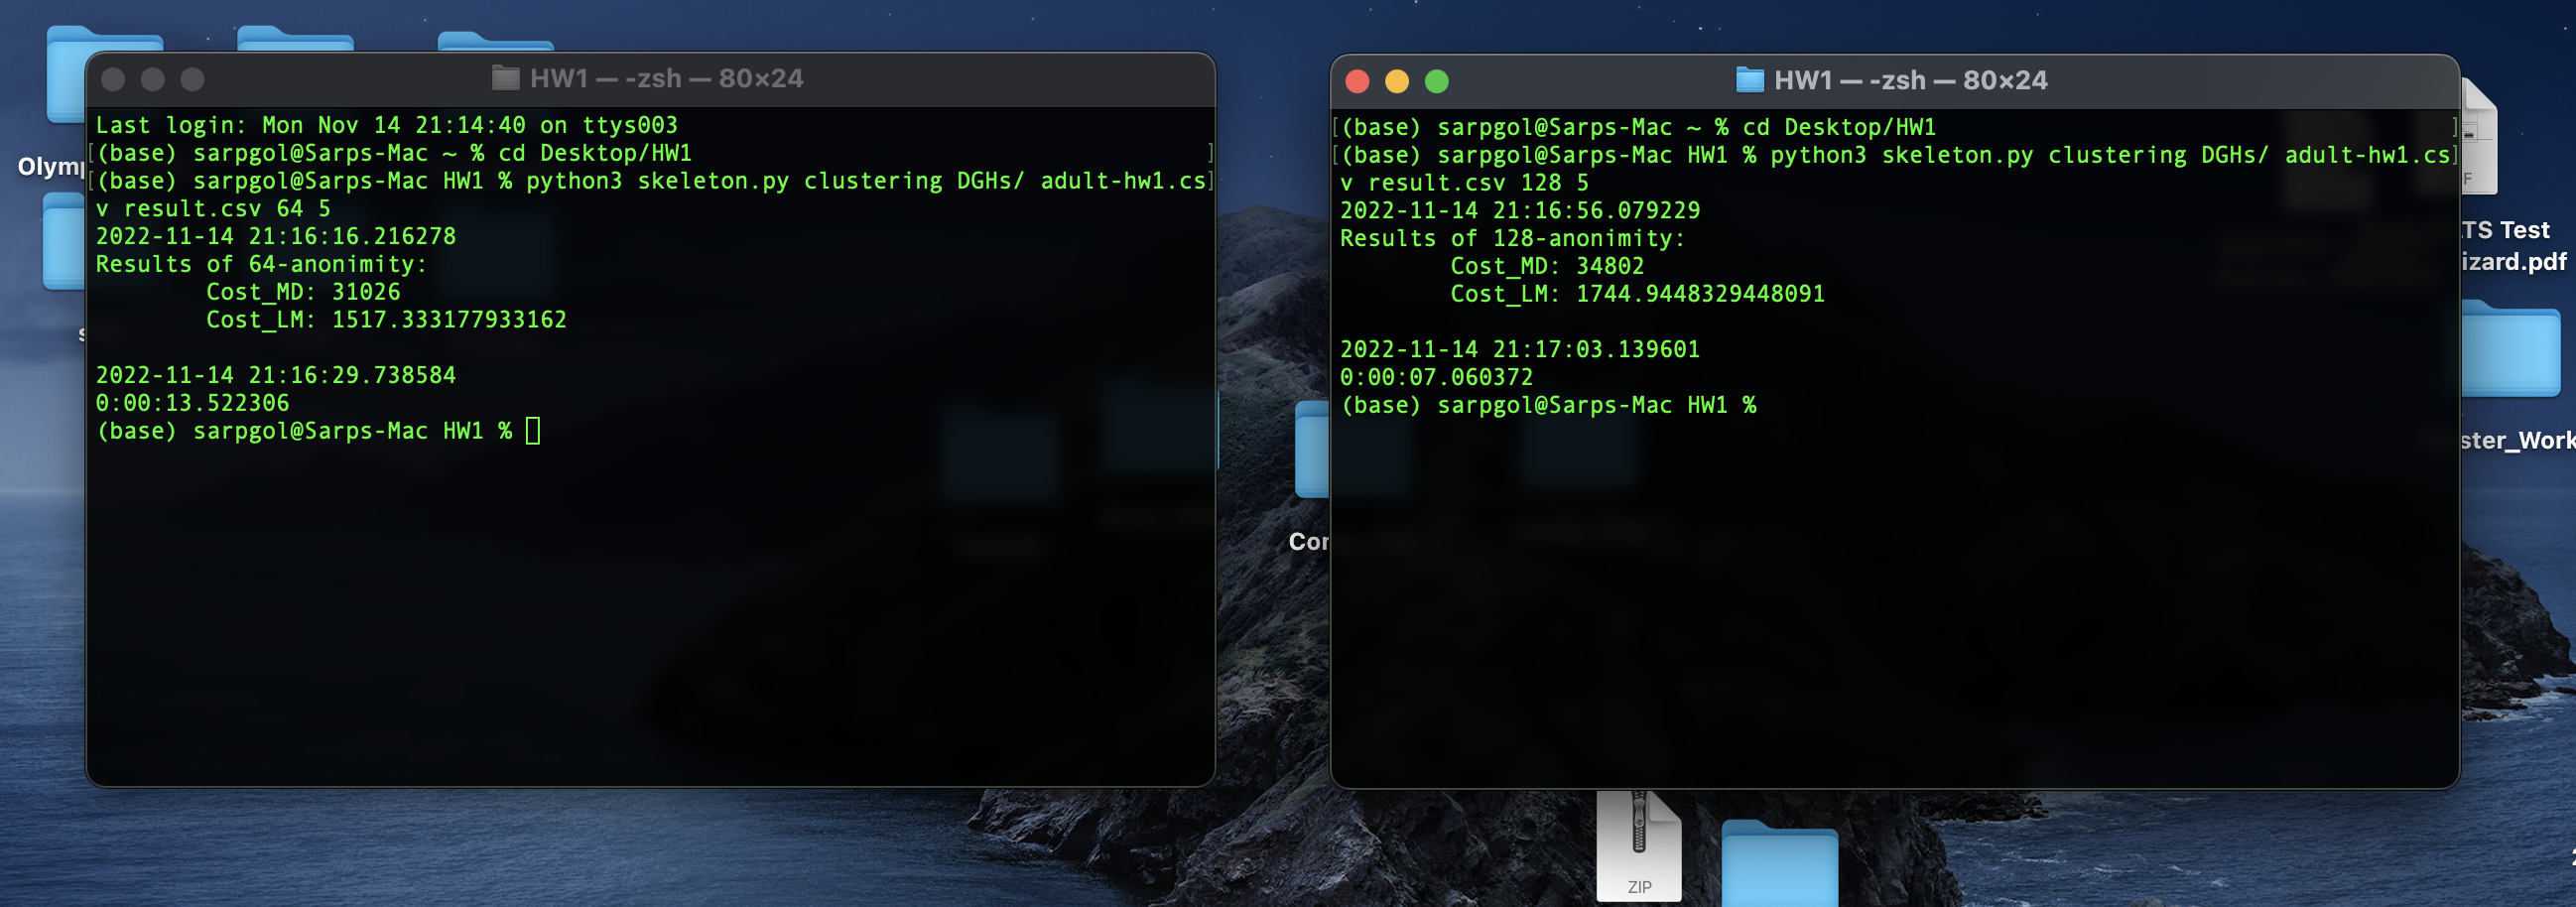 HW1 — -zsh — 80×24
Last login: Mon Nov 14 21:14:40 on ttys003
[(base) sarpgol@Sarps-Mac ~ % cd Desktop/HW1 ]
[(base) sarpgol@Sarps-Mac HW1 % python3 skeleton.py clustering DGHs/ adult-hw1.cs]
v result.csv 64 5
2022-11-14 21:16:16.216278
Results of 64-anonimity:
Cost_MD: 31026
Cost_LM: 1517.333177933162
2022-11-14 21:16:29.738584
0:00:13.522306
(base) sarpgol@Sarps-Mac HW1 %
HW1 — -zsh — 80×24
[(base) sarpgol@Sarps-Mac ~ % cd Desktop/HW1 ]
[(base) sarpgol@Sarps-Mac HW1 % python3 skeleton.py clustering DGHs/ adult-hw1.cs]
v result.csv 128 5
2022-11-14 21:16:56.079229
Results of 128-anonimity:
Cost_MD: 34802
Cost_LM: 1744.9448329448091
2022-11-14 21:17:03.139601
0:00:07.060372
(base) sarpgol@Sarps-Mac HW1 %
Olymp
Cor
TS Test
izard.pdf
ster_Work
ZIP